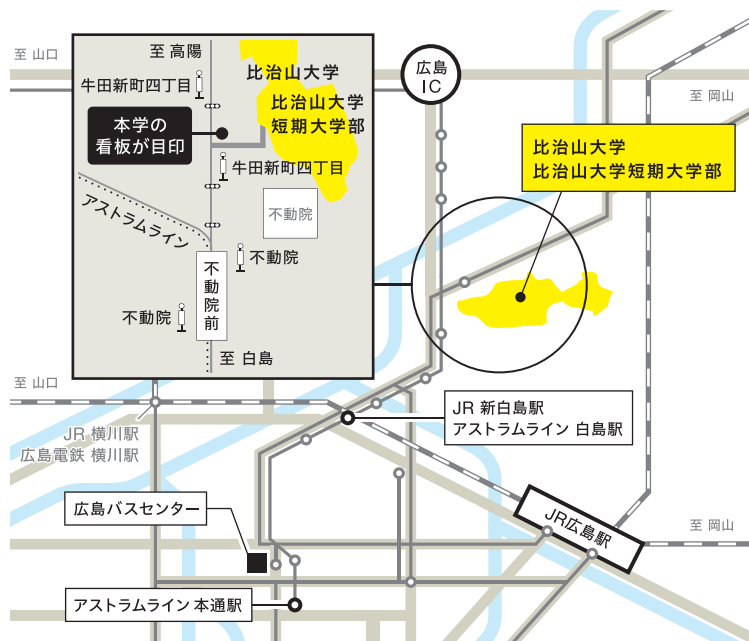 至 山口
至 高陽
牛田新町四丁目
比治山大学
比治山大学
短期大学部
本学の
看板が目印
牛田新町四丁目
アストラムライン
不動院
不動院
不動院前
不動院
至 白島
広島
IC
至 岡山
比治山大学
比治山大学短期大学部
至 山口
JR 横川駅
広島電鉄 横川駅
JR 新白島駅
アストラムライン 白島駅
広島バスセンター
JR広島駅
至 岡山
アストラムライン 本通駅